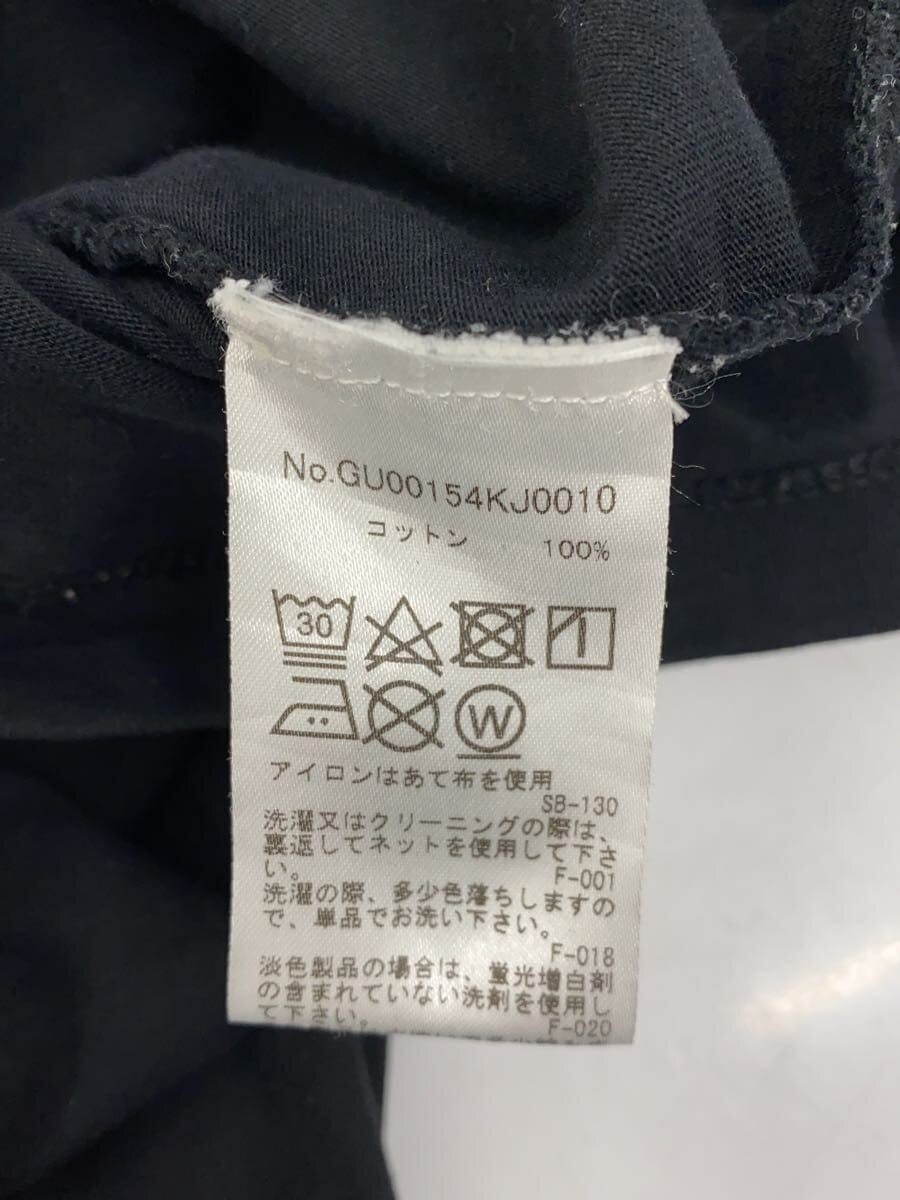 No.GU00154KJ0010
コットン 100%
30
W
アイロンはあて布を使用
SB-130
洗濯又はクリーニングの際は、
裏返してネットを使用して下さ
い。 F-001
洗濯の際、多少色落ちしますの
で、単品でお洗い下さい。
F-018
淡色製品の場合は、蛍光増白剤
の含まれていない洗剤を使用し
て下さい。 F-020